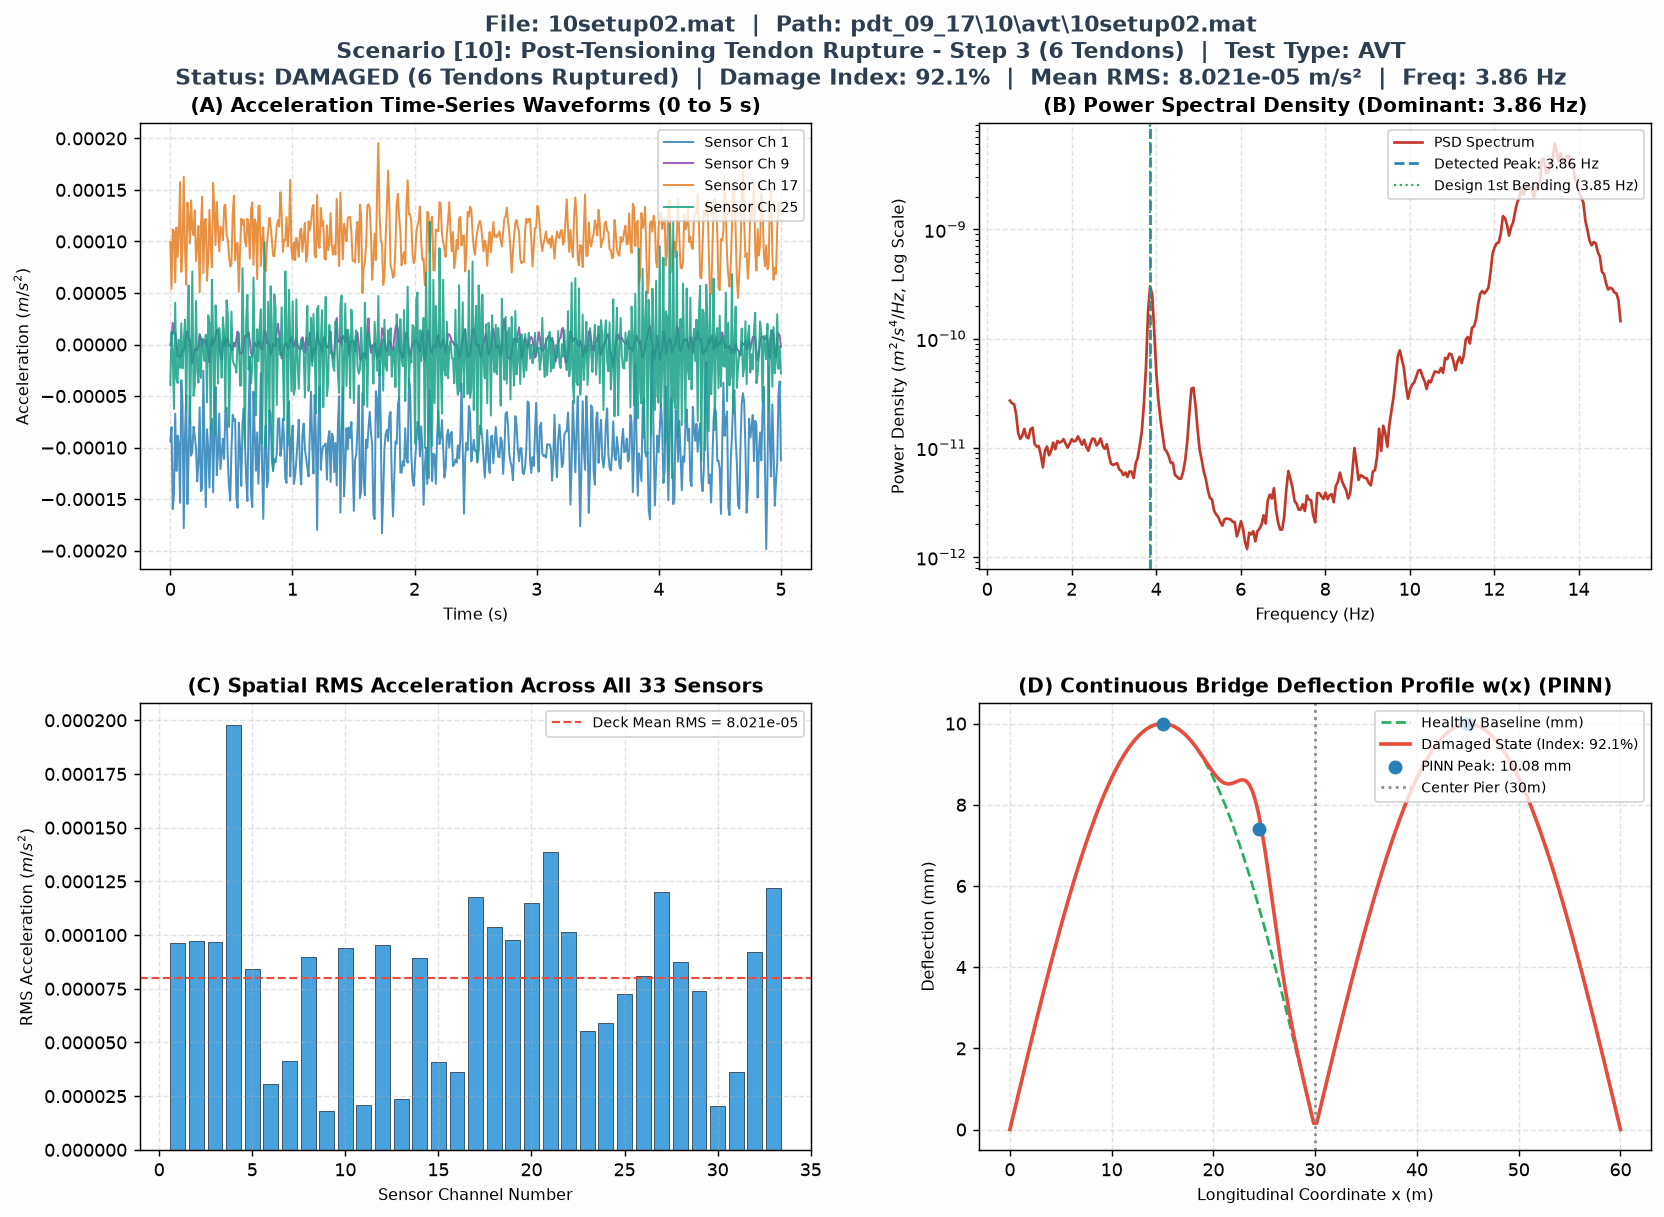 File: 10setup02.mat | Path: pdt_09_17\10\avt\10setup02.mat
Scenario [10]: Post-Tensioning Tendon Rupture - Step 3 (6 Tendons) | Test Type: AVT
Status: DAMAGED (6 Tendons Ruptured) | Damage Index: 92.1% | Mean RMS: 8.021e-05 m/s² | Freq: 3.86 Hz
(A) Acceleration Time-Series Waveforms (0 to 5 s)
0.00020
0.00015
0.00010
0.00005
0.00000
−0.00005
−0.00010
−0.00015
−0.00020
Acceleration (m/s²)
Sensor Ch 1
Sensor Ch 9
Sensor Ch 17
Sensor Ch 25
0 1 2 3 4 5
Time (s)
(B) Power Spectral Density (Dominant: 3.86 Hz)
10⁻⁹
10⁻¹⁰
10⁻¹¹
10⁻¹²
Power Density (m²/s⁴/Hz, Log Scale)
PSD Spectrum
Detected Peak: 3.86 Hz
Design 1st Bending (3.85 Hz)
0 2 4 6 8 10 12 14
Frequency (Hz)
(C) Spatial RMS Acceleration Across All 33 Sensors
0.000200
0.000175
0.000150
0.000125
0.000100
0.000075
0.000050
0.000025
0.000000
RMS Acceleration (m/s²)
Deck Mean RMS = 8.021e-05
0 5 10 15 20 25 30 35
Sensor Channel Number
(D) Continuous Bridge Deflection Profile w(x) (PINN)
10
8
6
4
2
0
Deflection (mm)
Healthy Baseline (mm)
Damaged State (Index: 92.1%)
PINN Peak: 10.08 mm
Center Pier (30m)
0 10 20 30 40 50 60
Longitudinal Coordinate x (m)